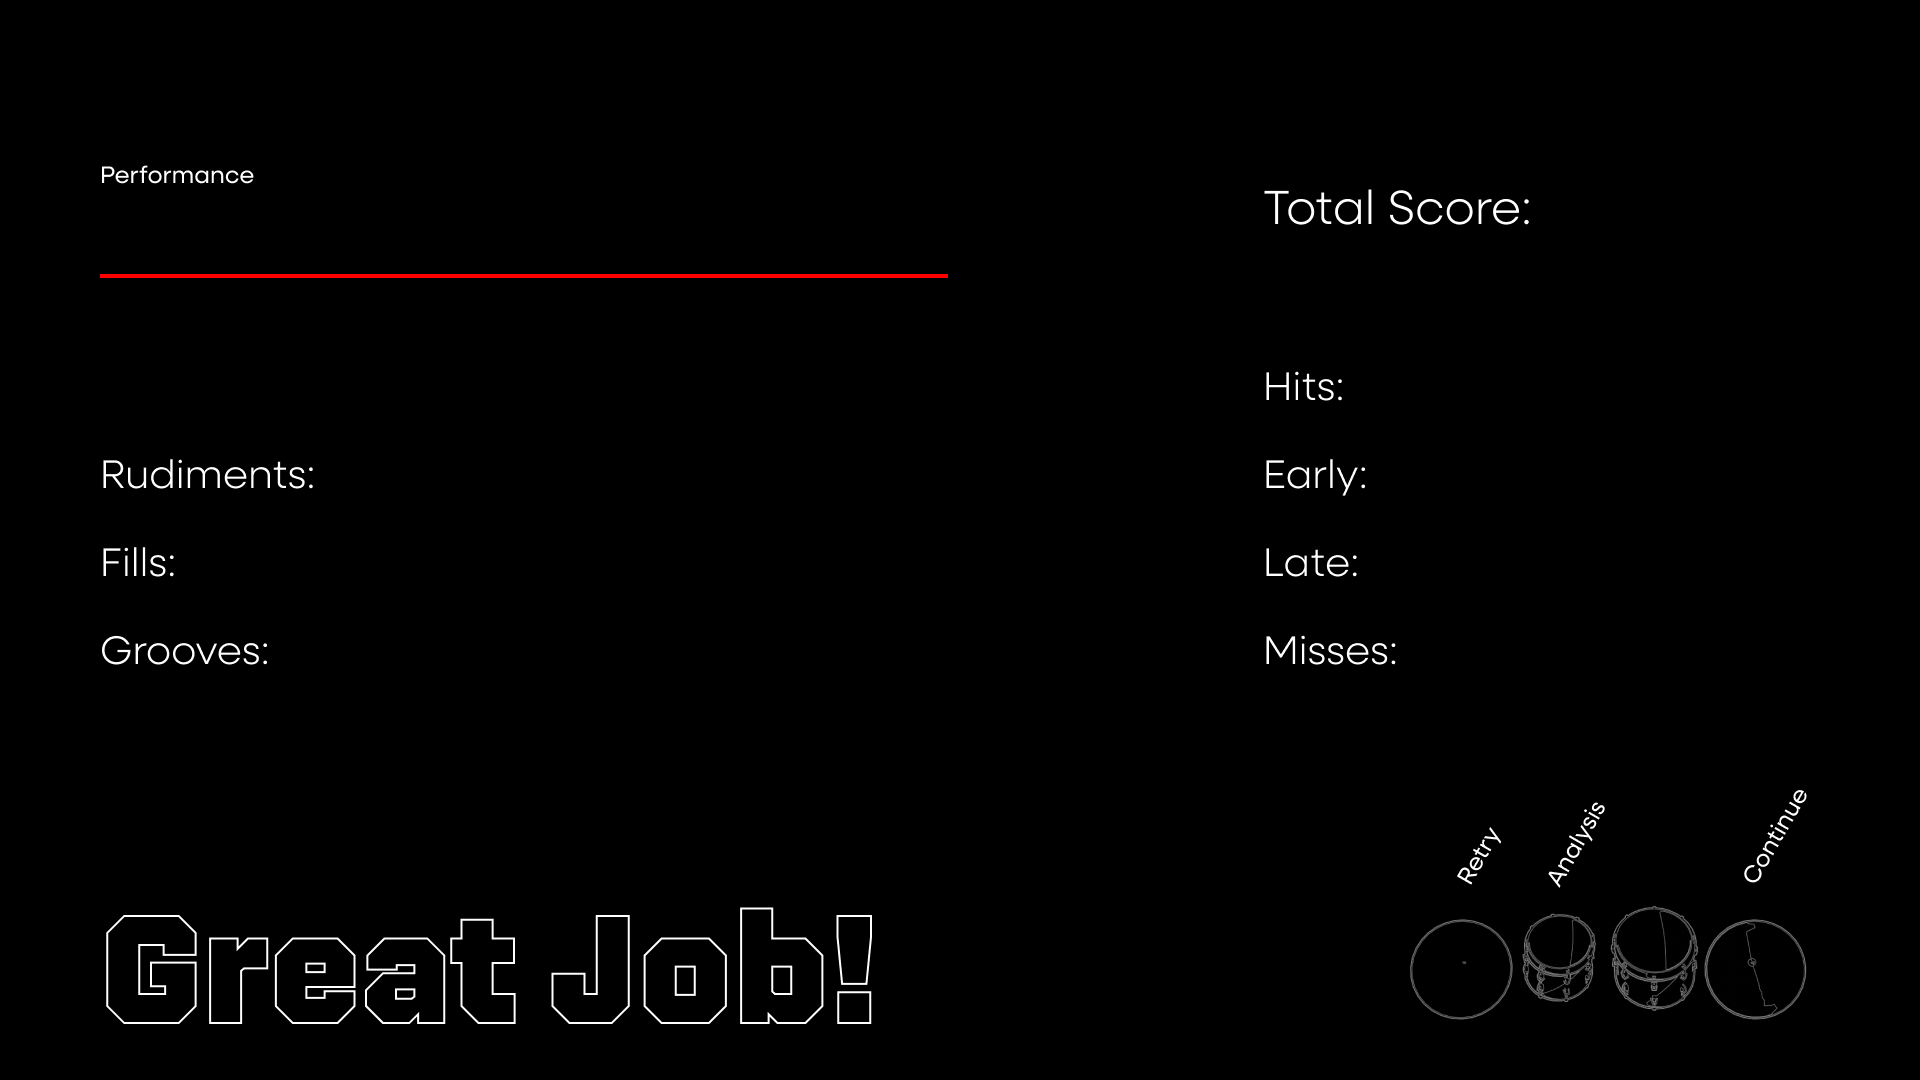 Performance
Total Score:
Hits:
Rudiments:
Early:
Fills:
Late:
Grooves:
Misses:
Retry
Analysis
Continue
Great Job!